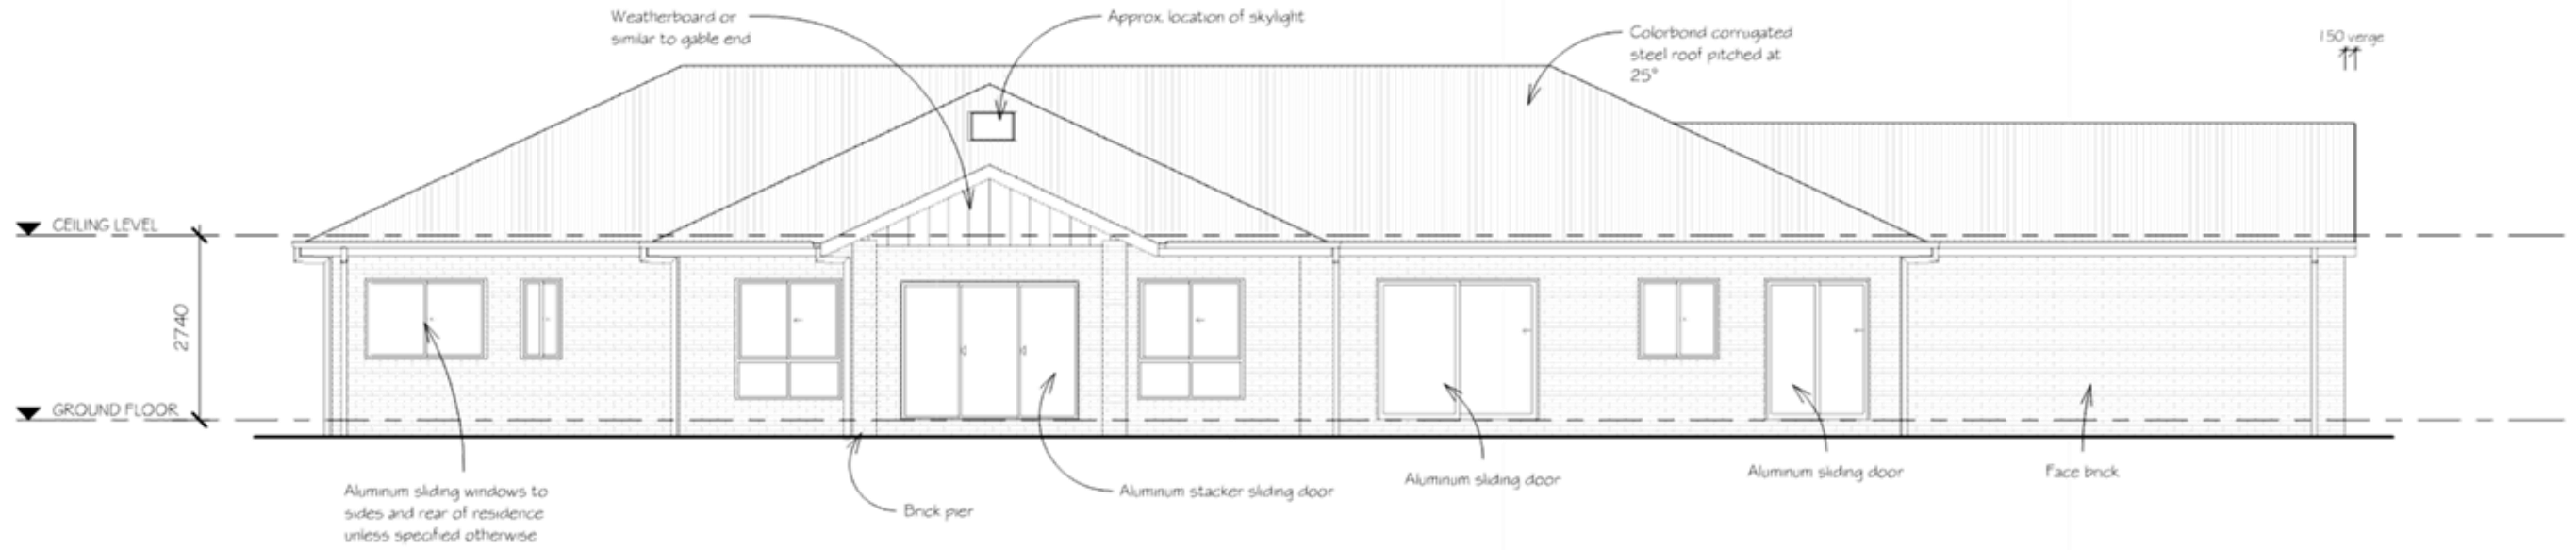 Weatherboard or
similar to gable end
Approx. location of skylight
Colorbond corrugated
steel roof pitched at
25°
150 verge
CEILING LEVEL
2740
GROUND FLOOR
Aluminum sliding windows to
sides and rear of residence
unless specified otherwise
Brick pier
Aluminum stacker sliding door
Aluminum sliding door
Aluminum sliding door
Face brick